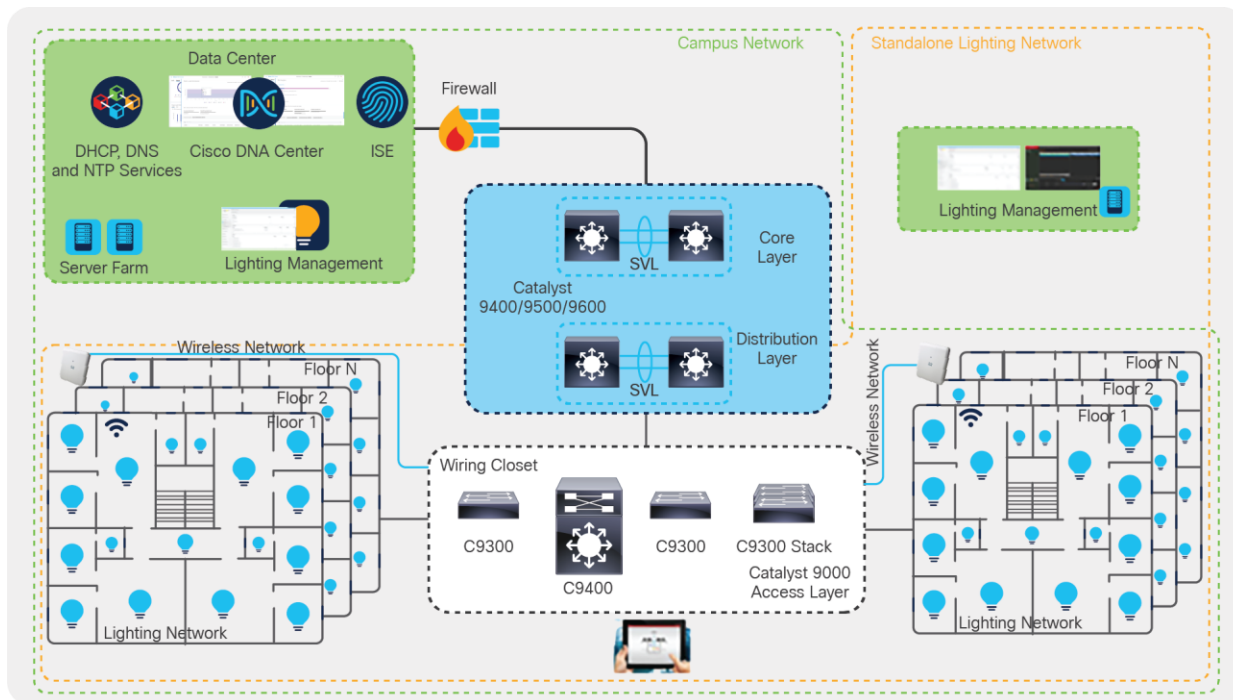 Campus Network
Standalone Lighting Network
Data Center
DHCP, DNS
and NTP Services
Cisco DNA Center
ISE
Server Farm
Lighting Management
Firewall
Lighting Management
Core
Layer
SVL
Catalyst
9400/9500/9600
Distribution
Layer
SVL
Wireless Network
Floor N
Floor 2
Floor 1
Lighting Network
Wiring Closet
C9300
C9400
C9300
C9300 Stack
Catalyst 9000
Access Layer
Wireless Network
Floor N
Floor 2
Floor 1
Lighting Network